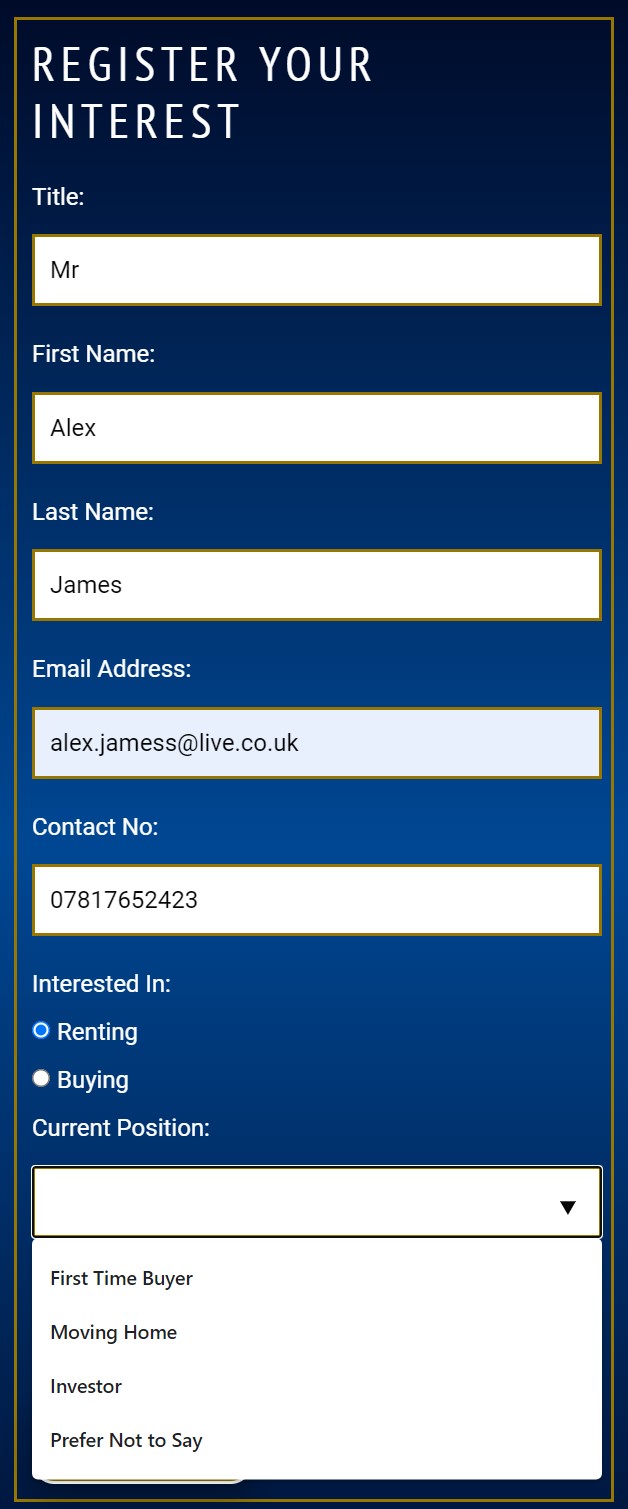 REGISTER YOUR
INTEREST
Title:
Mr
First Name:
Alex
Last Name:
James
Email Address:
alex.jamess@live.co.uk
Contact No:
07817652423
Interested In:
Renting
Buying
Current Position:
First Time Buyer
Moving Home
Investor
Prefer Not to Say